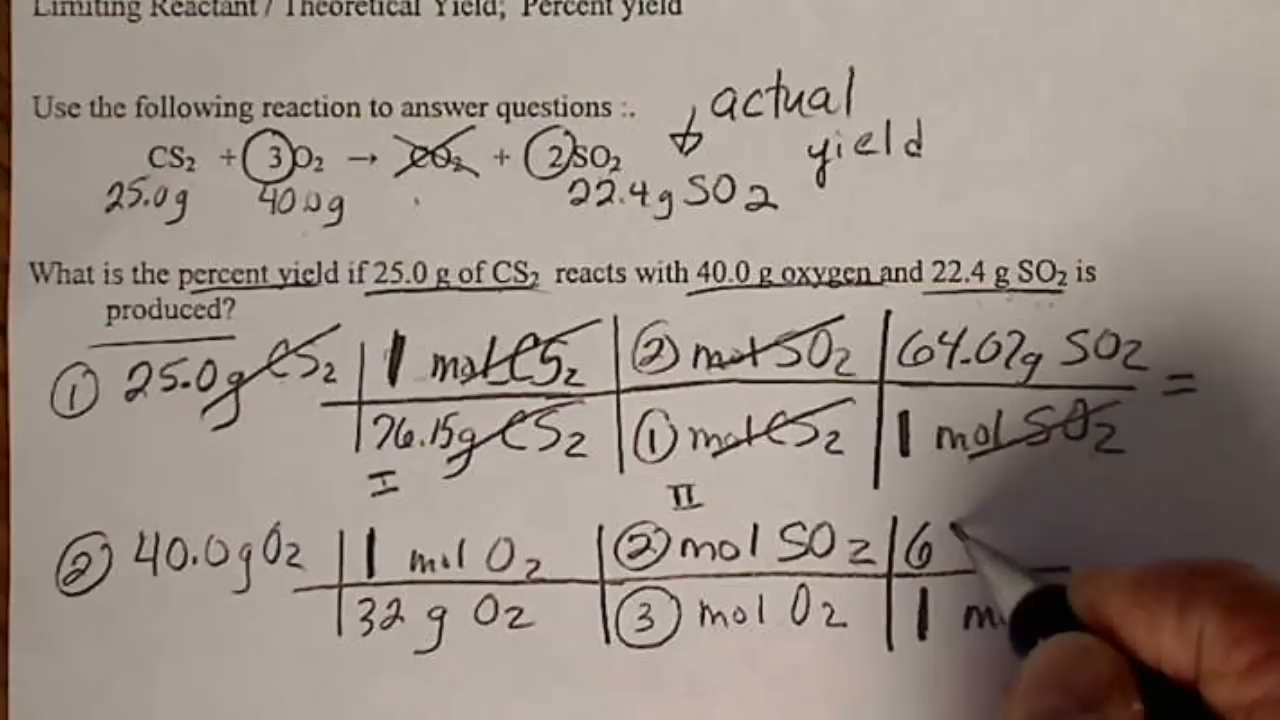 Limiting Reactant / Theoretical Yield; Percent yield
Use the following reaction to answer questions :.
actual
yield
CS₂ + 3O₂ → CO₂ + 2SO₂
25.0g 40.0g 22.4g SO₂
What is the percent yield if 25.0 g of CS₂ reacts with 40.0 g oxygen and 22.4 g SO₂ is
produced?
① 25.0g CS₂ | 1 mol CS₂ | ② mol SO₂ | 64.07g SO₂ =
76.15g CS₂ | ① mol CS₂ | 1 mol SO₂
I II
② 40.0g O₂ | 1 mol O₂ | ② mol SO₂ | 6
32 g O₂ | ③ mol O₂ | 1 m